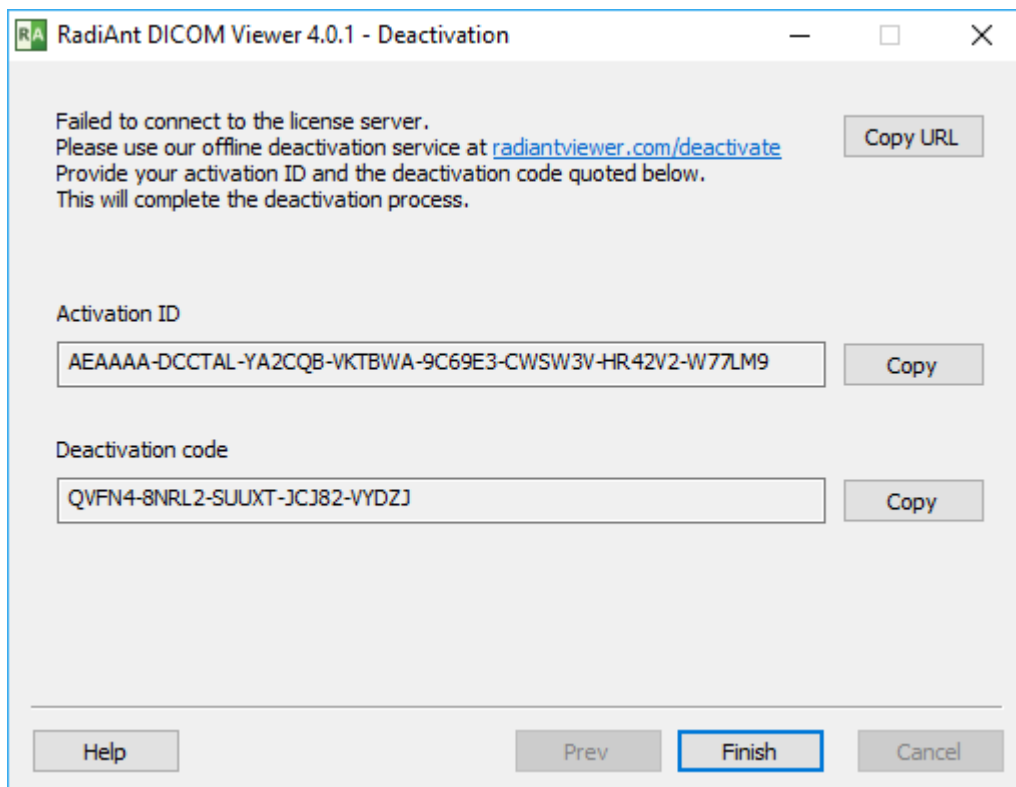 RA RadiAnt DICOM Viewer 4.0.1 - Deactivation
Failed to connect to the license server.
Please use our offline deactivation service at radiantviewer.com/deactivate
Provide your activation ID and the deactivation code quoted below.
This will complete the deactivation process.
Copy URL
Activation ID
AEAAAA-DCCTAL-YA2CQB-VKTBWA-9C69E3-CWSW3V-HR42V2-W77LM9
Copy
Deactivation code
QVFN4-8NRL2-SUUXT-JCJ82-VYDZJ
Copy
Help
Prev
Finish
Cancel